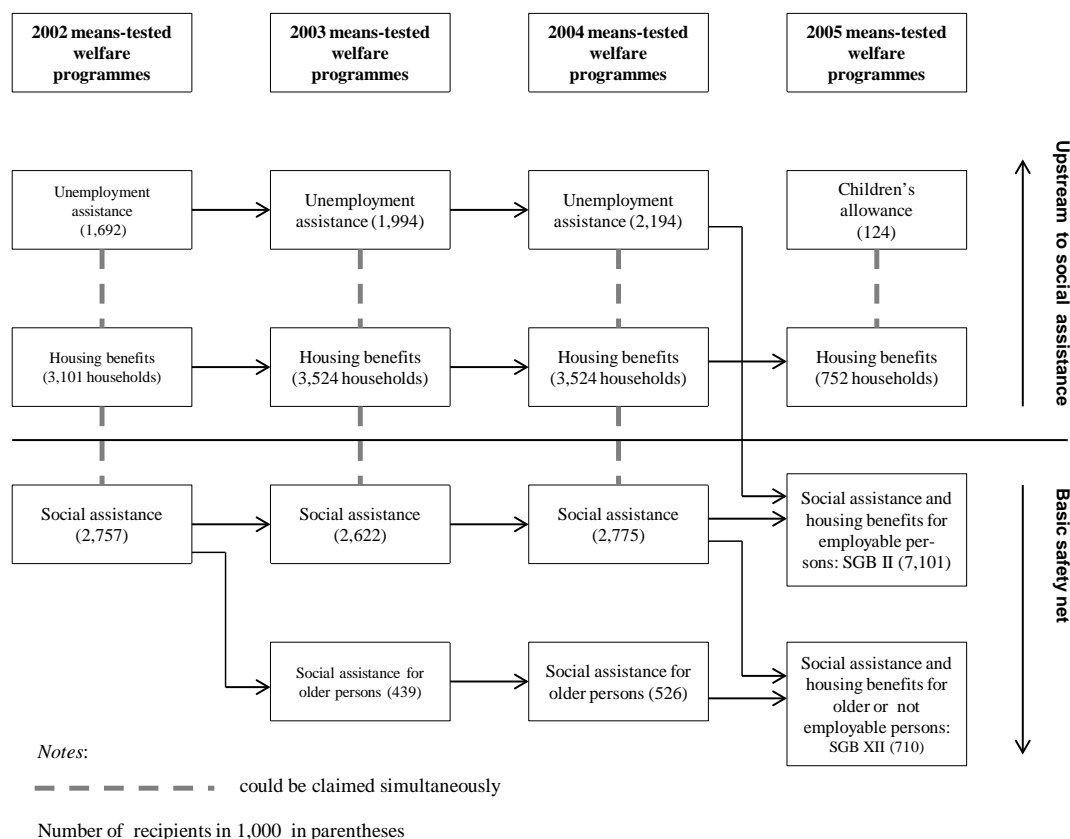 2002 means-tested
welfare
programmes
2003 means-tested
welfare
programmes
2004 means-tested
welfare
programmes
2005 means-tested
welfare
programmes
Unemployment
assistance
(1,692)
Unemployment
assistance (1,994)
Unemployment
assistance (2,194)
Children's
allowance
(124)
Upstream to social assistance
Housing benefits
(3,101 households)
Housing benefits
(3,524 households)
Housing benefits
(3,524 households)
Housing benefits
(752 households)
Social assistance
(2,757)
Social assistance
(2,622)
Social assistance
(2,775)
Social assistance and
housing benefits for
employable per-
sons: SGB II (7,101)
Basic safety net
Social assistance for
older persons (439)
Social assistance for
older persons (526)
Social assistance and
housing benefits for
older or not
employable persons:
SGB XII (710)
Notes:
could be claimed simultaneously
Number of recipients in 1,000 in parentheses